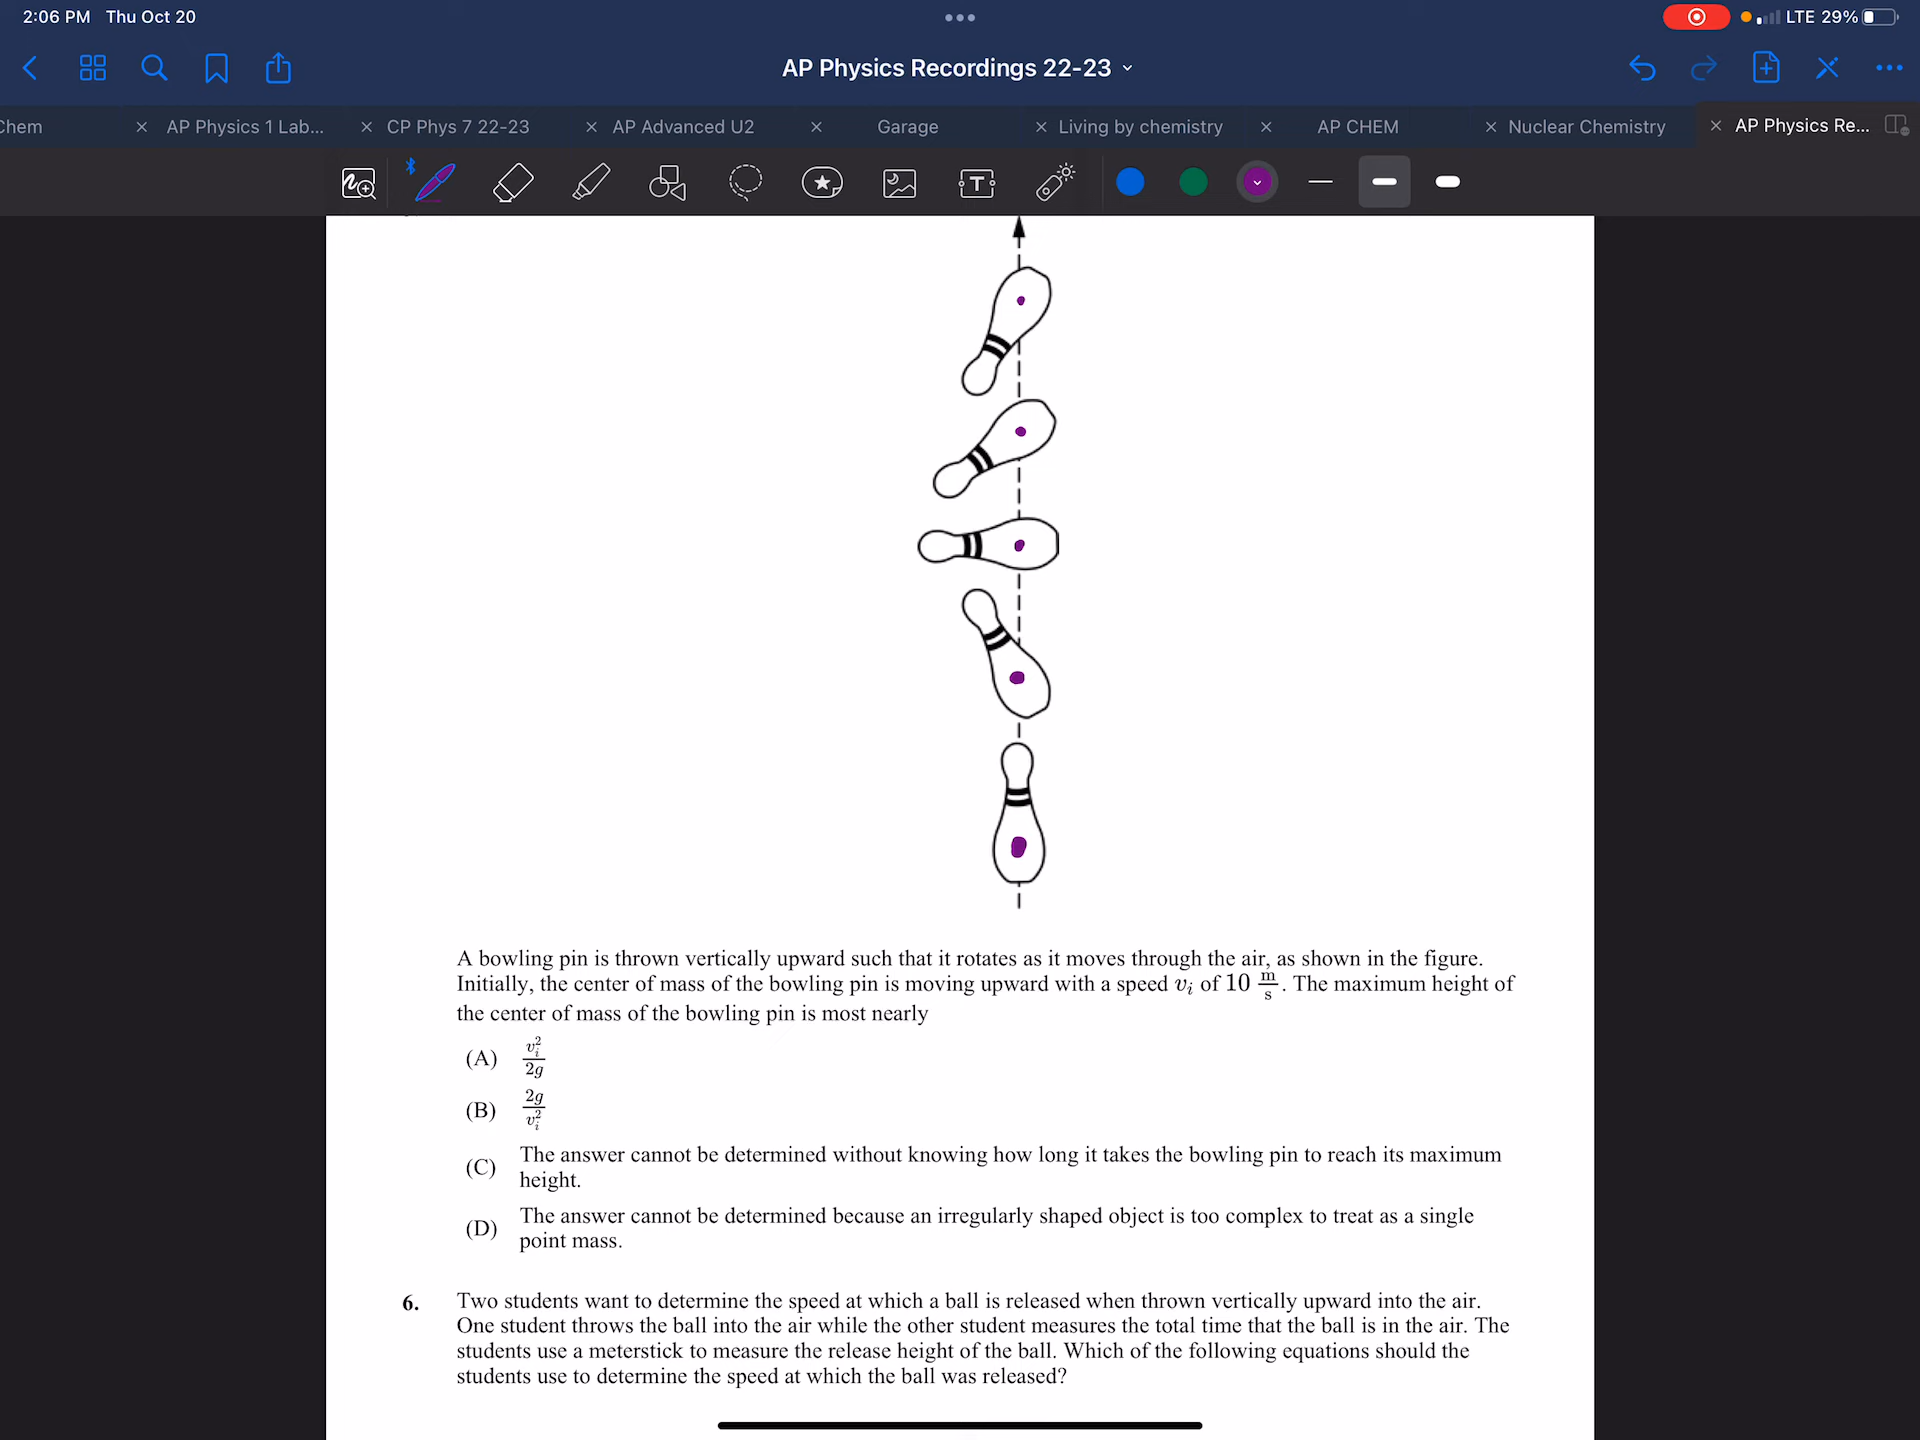 2:06 PM Thu Oct 20
LTE 29%
AP Physics Recordings 22-23
Chem
AP Physics 1 Lab...
CP Phys 7 22-23
AP Advanced U2
Garage
Living by chemistry
AP CHEM
Nuclear Chemistry
AP Physics Re...
T
A bowling pin is thrown vertically upward such that it rotates as it moves through the air, as shown in the figure.
Initially, the center of mass of the bowling pin is moving upward with a speed vᵢ of 10 m/s. The maximum height of
the center of mass of the bowling pin is most nearly
(A) vᵢ²/2g
(B) 2g/vᵢ²
(C) The answer cannot be determined without knowing how long it takes the bowling pin to reach its maximum
height.
(D) The answer cannot be determined because an irregularly shaped object is too complex to treat as a single
point mass.
6. Two students want to determine the speed at which a ball is released when thrown vertically upward into the air.
One student throws the ball into the air while the other student measures the total time that the ball is in the air. The
students use a meterstick to measure the release height of the ball. Which of the following equations should the
students use to determine the speed at which the ball was released?